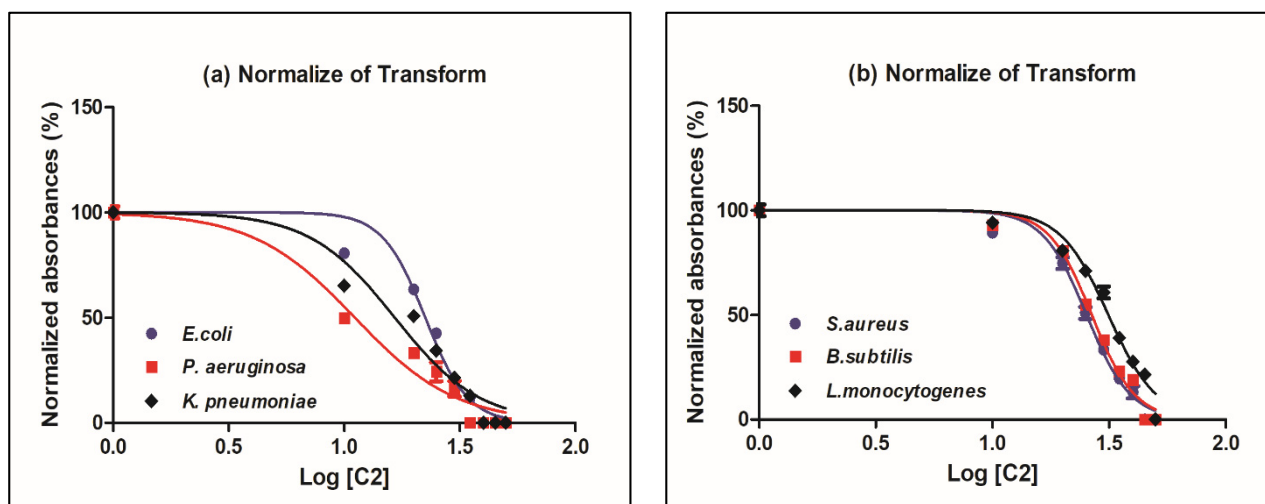 (a) Normalize of Transform
Normalized absorbances (%)
150
100
50
0
E.coli
P. aeruginosa
K. pneumoniae
0.0 0.5 1.0 1.5 2.0
Log [C2]
(b) Normalize of Transform
Normalized absorbances (%)
150
100
50
0
S.aureus
B.subtilis
L.monocytogenes
0.0 0.5 1.0 1.5 2.0
Log [C2]